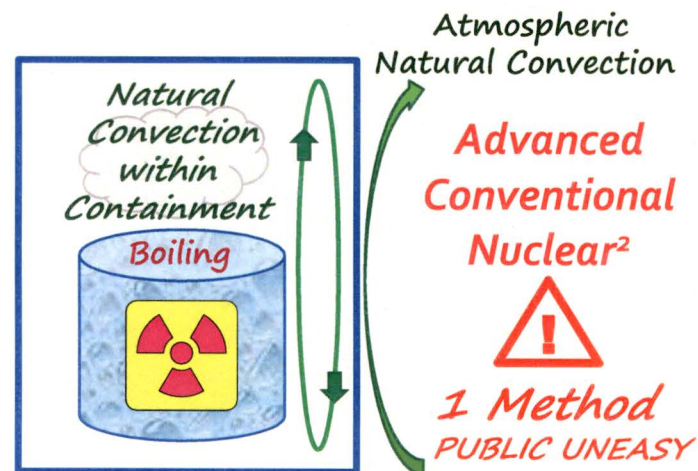 Atmospheric
Natural Convection
Natural
Convection
within
Containment
Boiling
Advanced
Conventional
Nuclear²
!
1 Method
PUBLIC UNEASY